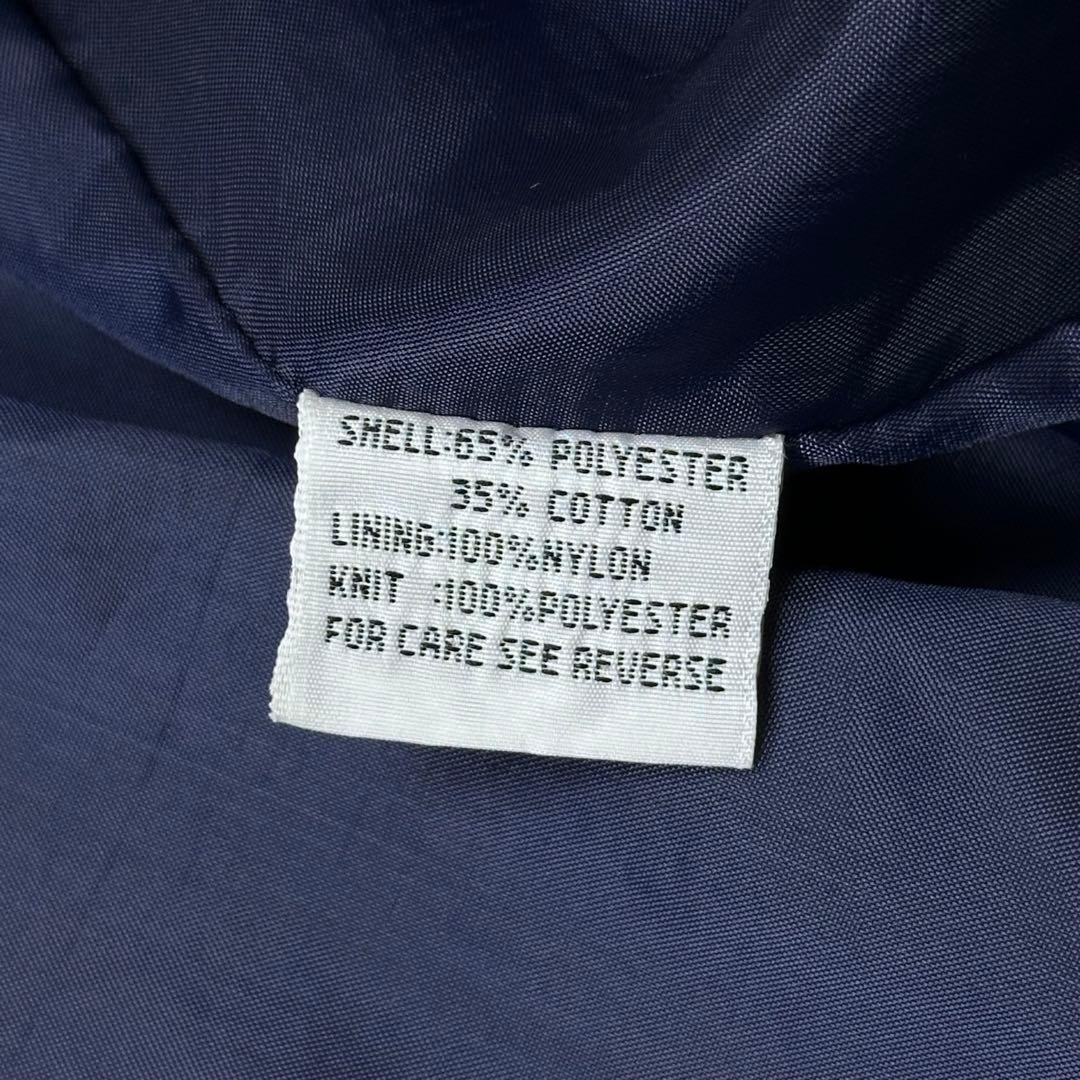 SHELL:65% POLYESTER
35% COTTON
LINING:100%NYLON
KNIT :100%POLYESTER
FOR CARE SEE REVERSE